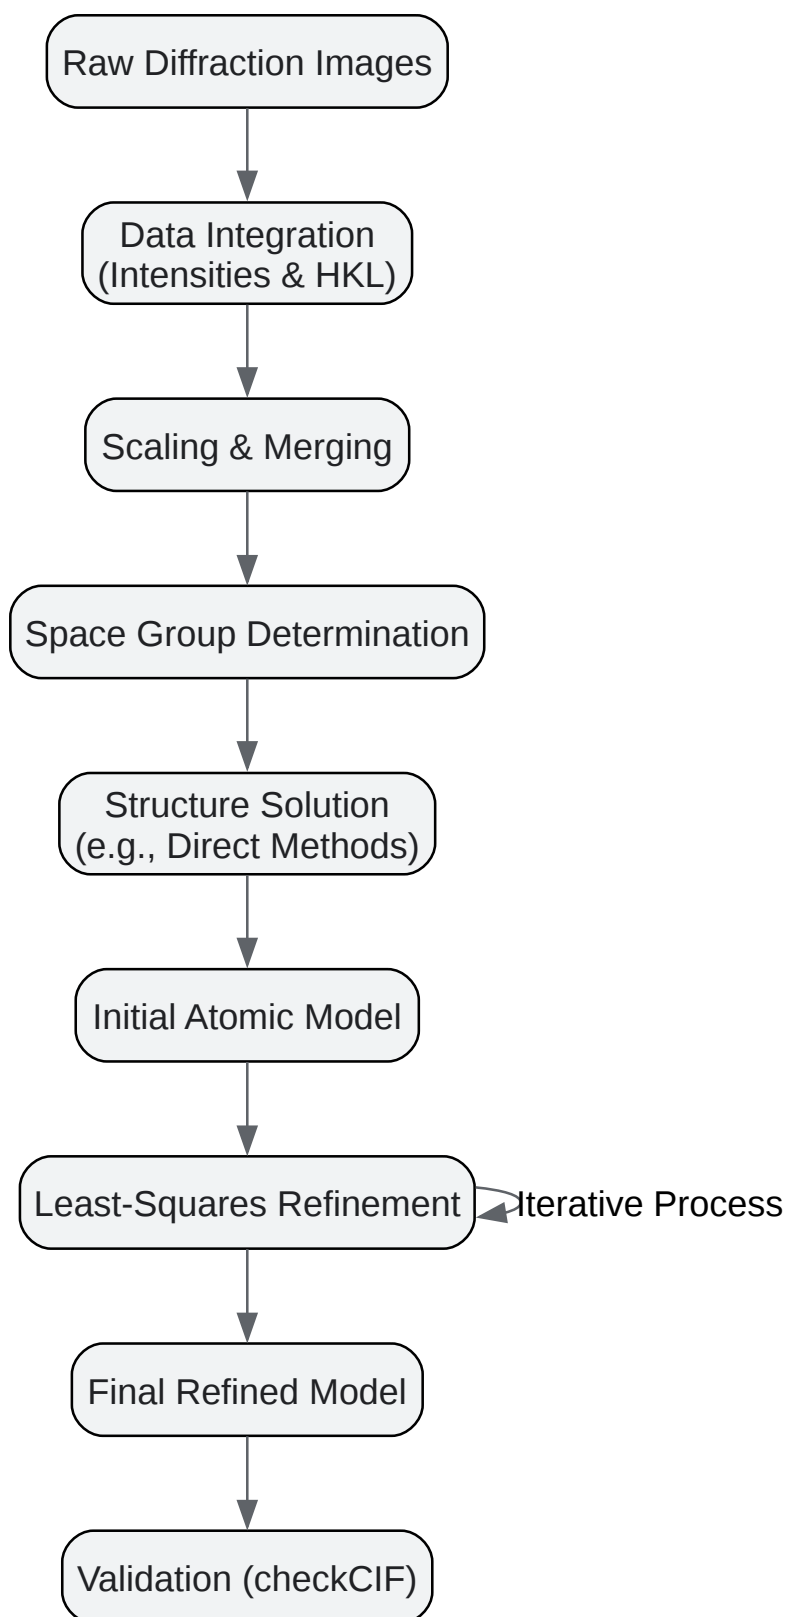 Raw Diffraction Images
Data Integration
(Intensities & HKL)
Scaling & Merging
Space Group Determination
Structure Solution
(e.g., Direct Methods)
Initial Atomic Model
Least-Squares Refinement
Iterative Process
Final Refined Model
Validation (checkCIF)